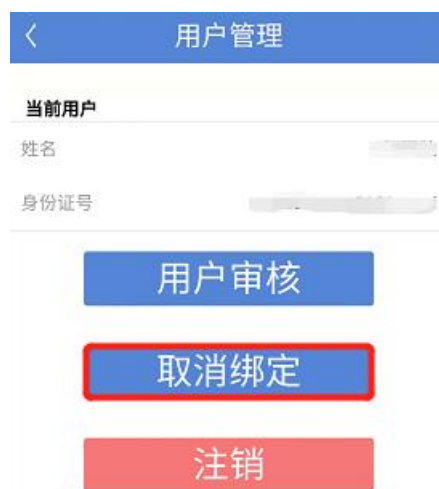 用户管理
当前用户
姓名
身份证号
用户审核
取消绑定
注销